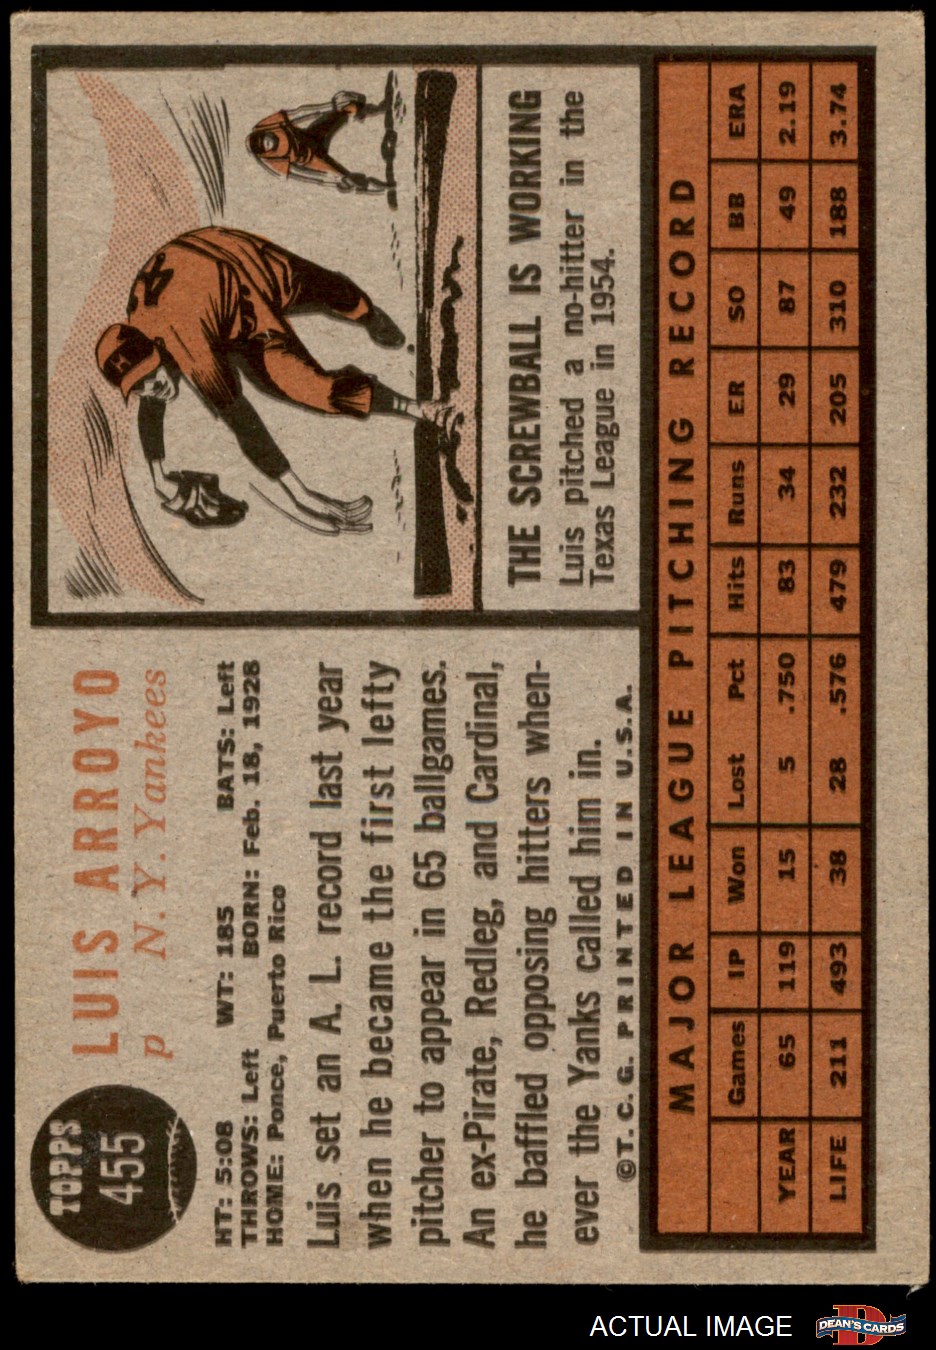 TOPPS
455
LUIS ARROYO
p N. Y. Yankees
HT: 5:08 WT: 185 BATS: Left
THROWS: Left BORN: Feb. 18, 1928
HOME: Ponce, Puerto Rico
Luis set an A. L. record last year
when he became the first lefty
pitcher to appear in 65 ballgames.
An ex-Pirate, Redleg, and Cardinal,
he baffled opposing hitters when-
ever the Yanks called him in.
©T. C. G. PRINTED IN U.S.A.
THE SCREWBALL IS WORKING
Luis pitched a no-hitter in the
Texas League in 1954.
MAJOR LEAGUE PITCHING RECORD
Games IP Won Lost Pct Hits Runs ER SO BB ERA
YEAR 65 119 15 5 .750 83 34 29 87 49 2.19
LIFE 211 493 38 28 .576 479 232 205 310 188 3.74
ACTUAL IMAGE
DEAN'S CARDS